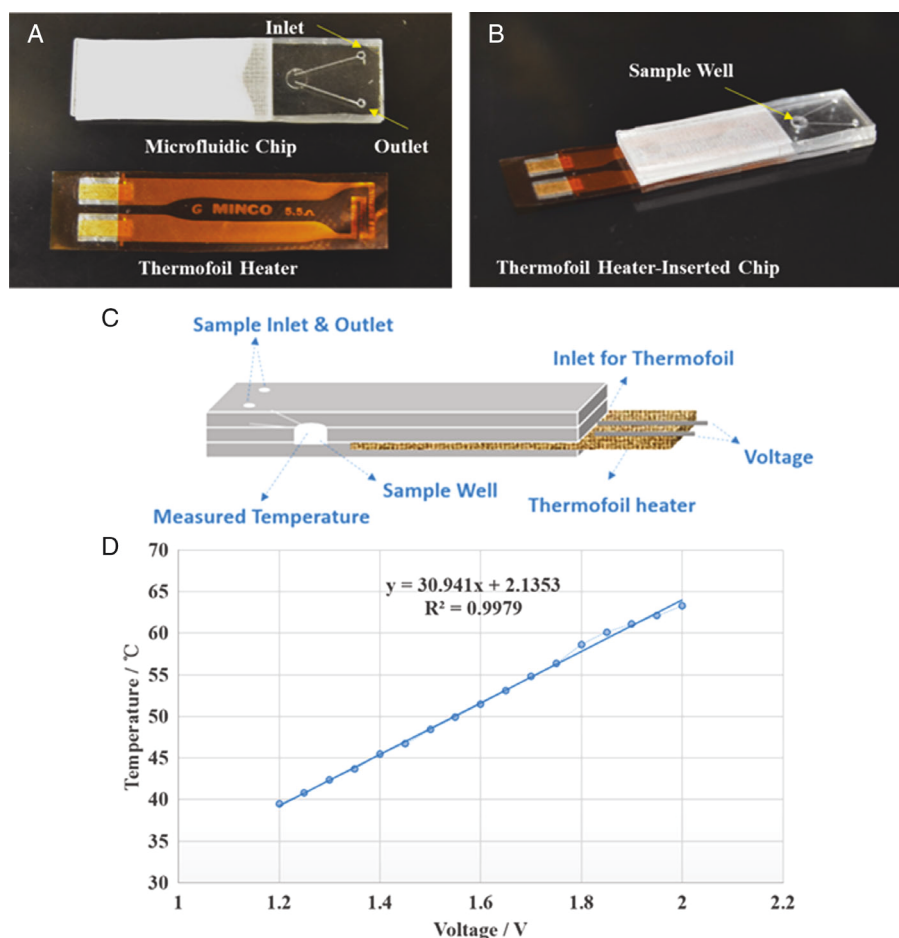 A
Inlet
Microfluidic Chip
Outlet
G MINCO 5.5Ω
Thermofoil Heater
B
Sample Well
Thermofoil Heater-Inserted Chip
C
Sample Inlet & Outlet
Inlet for Thermofoil
Voltage
Sample Well
Thermofoil heater
Measured Temperature
D
y = 30.941x + 2.1353
R² = 0.9979
Temperature / ℃
70
65
60
55
50
45
40
35
30
1 1.2 1.4 1.6 1.8 2 2.2
Voltage / V